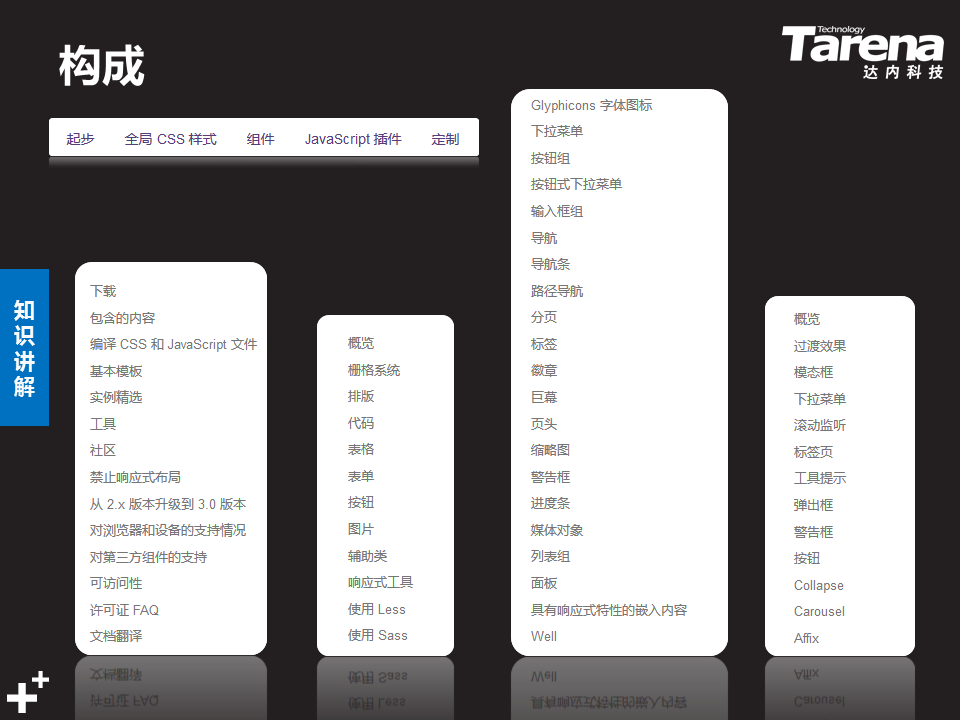 构成
Technology
Tarena
达内科技
起步 全局 CSS 样式 组件 JavaScript 插件 定制
知识讲解
下载
包含的内容
编译 CSS 和 JavaScript 文件
基本模板
实例精选
工具
社区
禁止响应式布局
从 2.x 版本升级到 3.0 版本
对浏览器和设备的支持情况
对第三方组件的支持
可访问性
许可证 FAQ
文档翻译
概览
栅格系统
排版
代码
表格
表单
按钮
图片
辅助类
响应式工具
使用 Less
使用 Sass
Glyphicons 字体图标
下拉菜单
按钮组
按钮式下拉菜单
输入框组
导航
导航条
路径导航
分页
标签
徽章
巨幕
页头
缩略图
警告框
进度条
媒体对象
列表组
面板
具有响应式特性的嵌入内容
Well
概览
过渡效果
模态框
下拉菜单
滚动监听
标签页
工具提示
弹出框
警告框
按钮
Collapse
Carousel
Affix